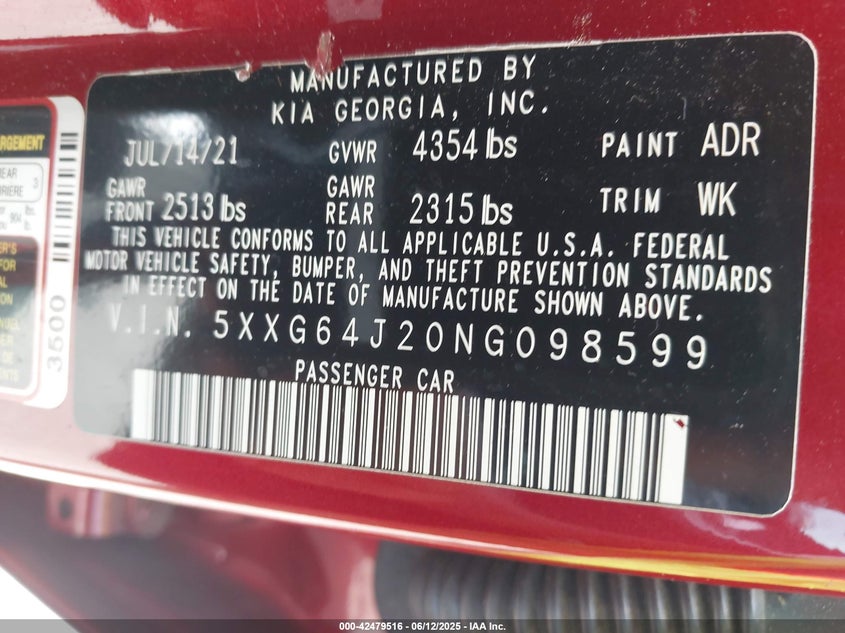 MANUFACTURED BY
KIA GEORGIA, INC.
JUL/14/21 GVWR 4354 lbs PAINT ADR
GAWR FRONT 2513 lbs GAWR REAR 2315 lbs TRIM WK
THIS VEHICLE CONFORMS TO ALL APPLICABLE U.S.A. FEDERAL
MOTOR VEHICLE SAFETY, BUMPER, AND THEFT PREVENTION STANDARDS
IN EFFECT ON THE DATE OF MANUFACTURE SHOWN ABOVE.
V.I.N. 5XXG64J20NG098599
PASSENGER CAR
3500
000-42479516 - 06/12/2025 - IAA Inc.